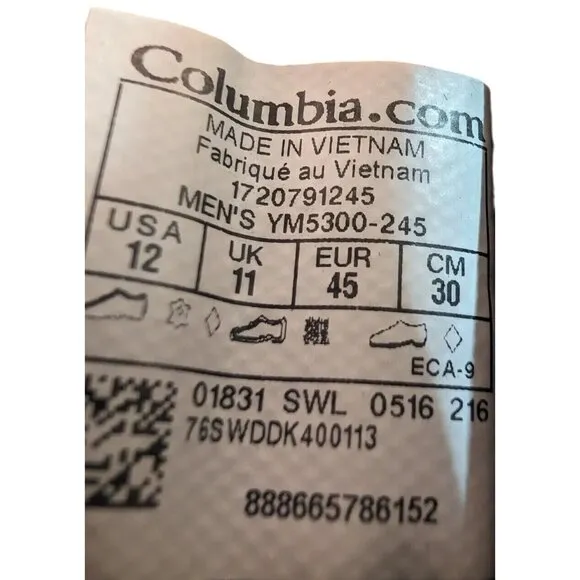 Columbia.com
MADE IN VIETNAM
Fabriqué au Vietnam
1720791245
MEN'S YM5300-245
USA UK EUR CM
12 11 45 30
ECA-9
01831 SWL 0516 216
76SWDDK400113
888665786152